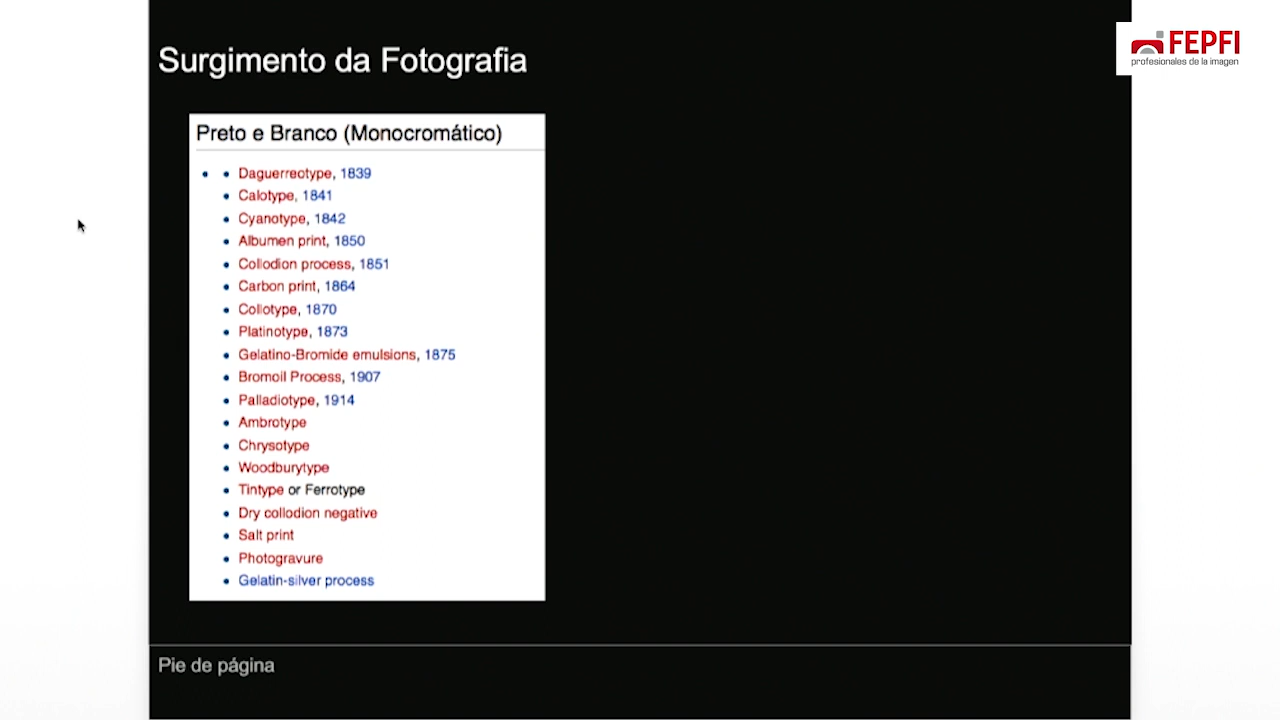 FEPFI
profesionales de la imagen
Surgimento da Fotografia
Preto e Branco (Monocromático)
Daguerreotype, 1839
Calotype, 1841
Cyanotype, 1842
Albumen print, 1850
Collodion process, 1851
Carbon print, 1864
Collotype, 1870
Platinotype, 1873
Gelatino-Bromide emulsions, 1875
Bromoil Process, 1907
Palladiotype, 1914
Ambrotype
Chrysotype
Woodburytype
Tintype or Ferrotype
Dry collodion negative
Salt print
Photogravure
Gelatin-silver process
Pie de página